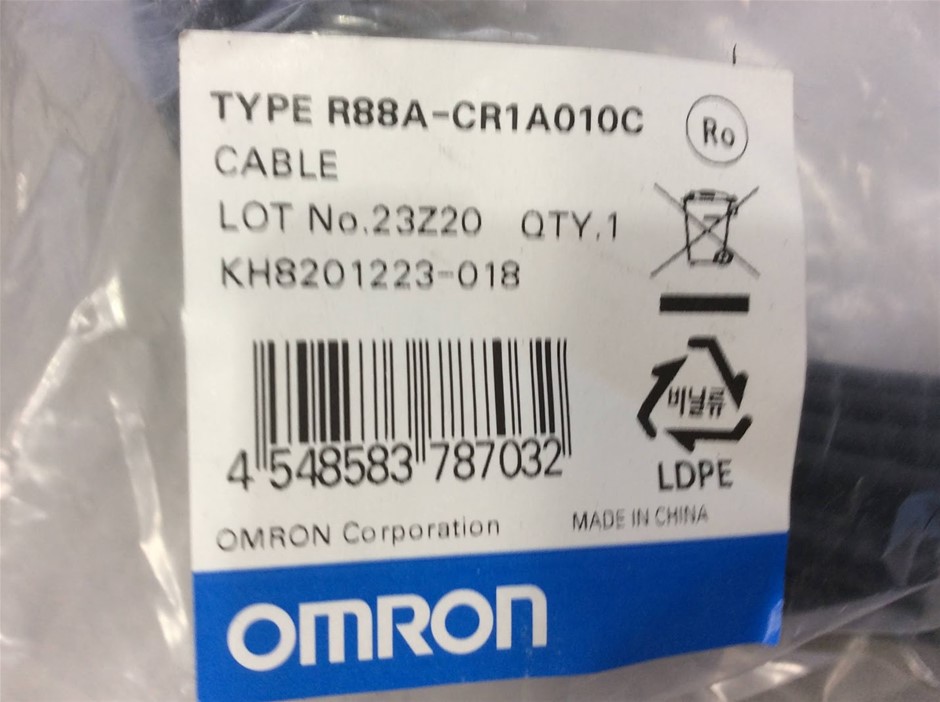 TYPE R88A-CR1A010C
Ro
CABLE
LOT No.23Z20 QTY.1
KH8201223-018
비닐류
LDPE
4 548583 787032
OMRON Corporation
MADE IN CHINA
OMRON